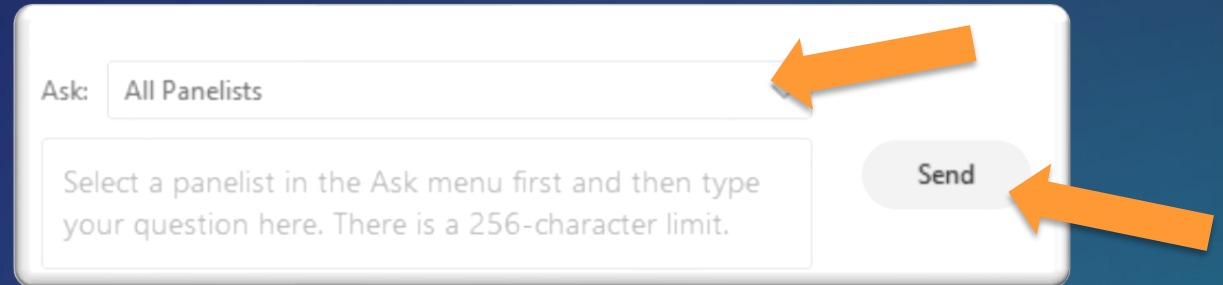 Ask: All Panelists
Select a panelist in the Ask menu first and then type
your question here. There is a 256-character limit.
Send